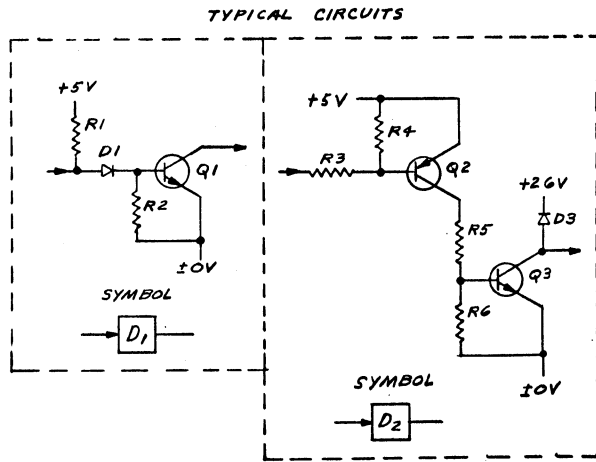 TYPICAL CIRCUITS
+5V
R1
D1
Q1
R2
±0V
SYMBOL
D1
+5V
R4
R3
Q2
+26V
D3
R5
Q3
R6
±0V
SYMBOL
D2